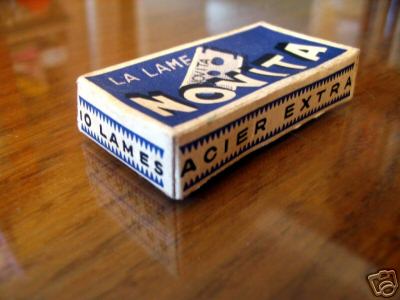 LA LAME
NOVITA
NOVITA
10 LAMES
ACIER EXTRA